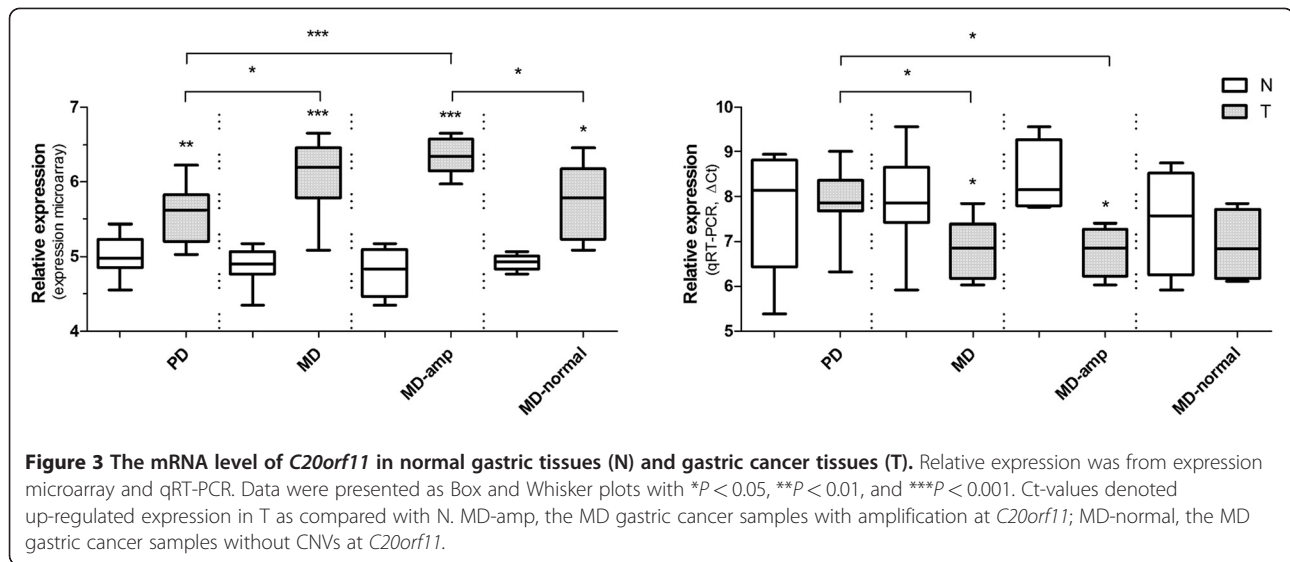 ***
*
*
**
***
***
*
7
6
5
4
Relative expression
(expression microarray)
PD
MD
MD-amp
MD-normal
*
*
*
*
N
T
10
9
8
7
6
5
Relative expression
(qRT-PCR, ΔCt)
PD
MD
MD-amp
MD-normal
Figure 3 The mRNA level of C20orf11 in normal gastric tissues (N) and gastric cancer tissues (T). Relative expression was from expression
microarray and qRT-PCR. Data were presented as Box and Whisker plots with *P < 0.05, **P < 0.01, and ***P < 0.001. Ct-values denoted
up-regulated expression in T as compared with N. MD-amp, the MD gastric cancer samples with amplification at C20orf11; MD-normal, the MD
gastric cancer samples without CNVs at C20orf11.